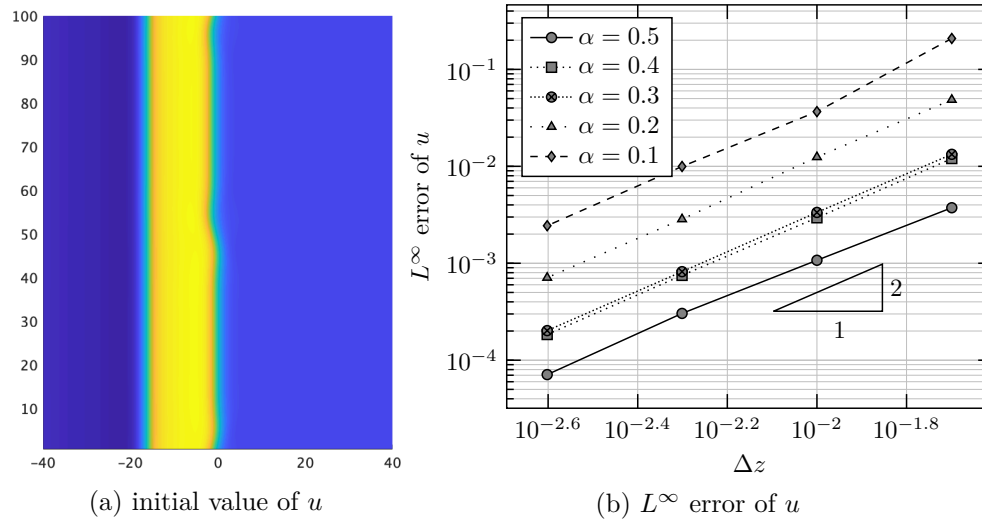 100
90
80
70
60
50
40
30
20
10
−40
−20
0
20
40
(a) initial value of u
L∞ error of u
10−1
10−2
10−3
10−4
α = 0.5
α = 0.4
α = 0.3
α = 0.2
α = 0.1
2
1
10−2.6
10−2.4
10−2.2
10−2
10−1.8
Δz
(b) L∞ error of u